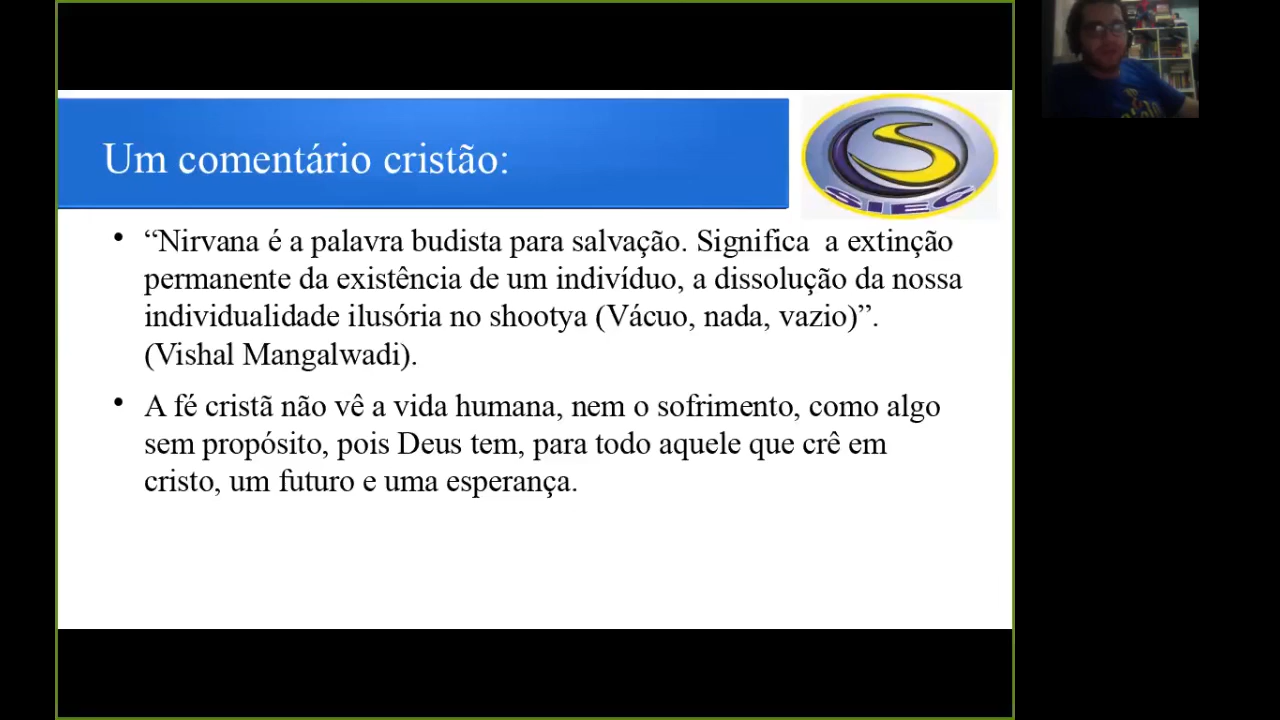 Um comentário cristão:
SIEC
• “Nirvana é a palavra budista para salvação. Significa a extinção
permanente da existência de um indivíduo, a dissolução da nossa
individualidade ilusória no shootya (Vácuo, nada, vazio)”.
(Vishal Mangalwadi).
• A fé cristã não vê a vida humana, nem o sofrimento, como algo
sem propósito, pois Deus tem, para todo aquele que crê em
cristo, um futuro e uma esperança.